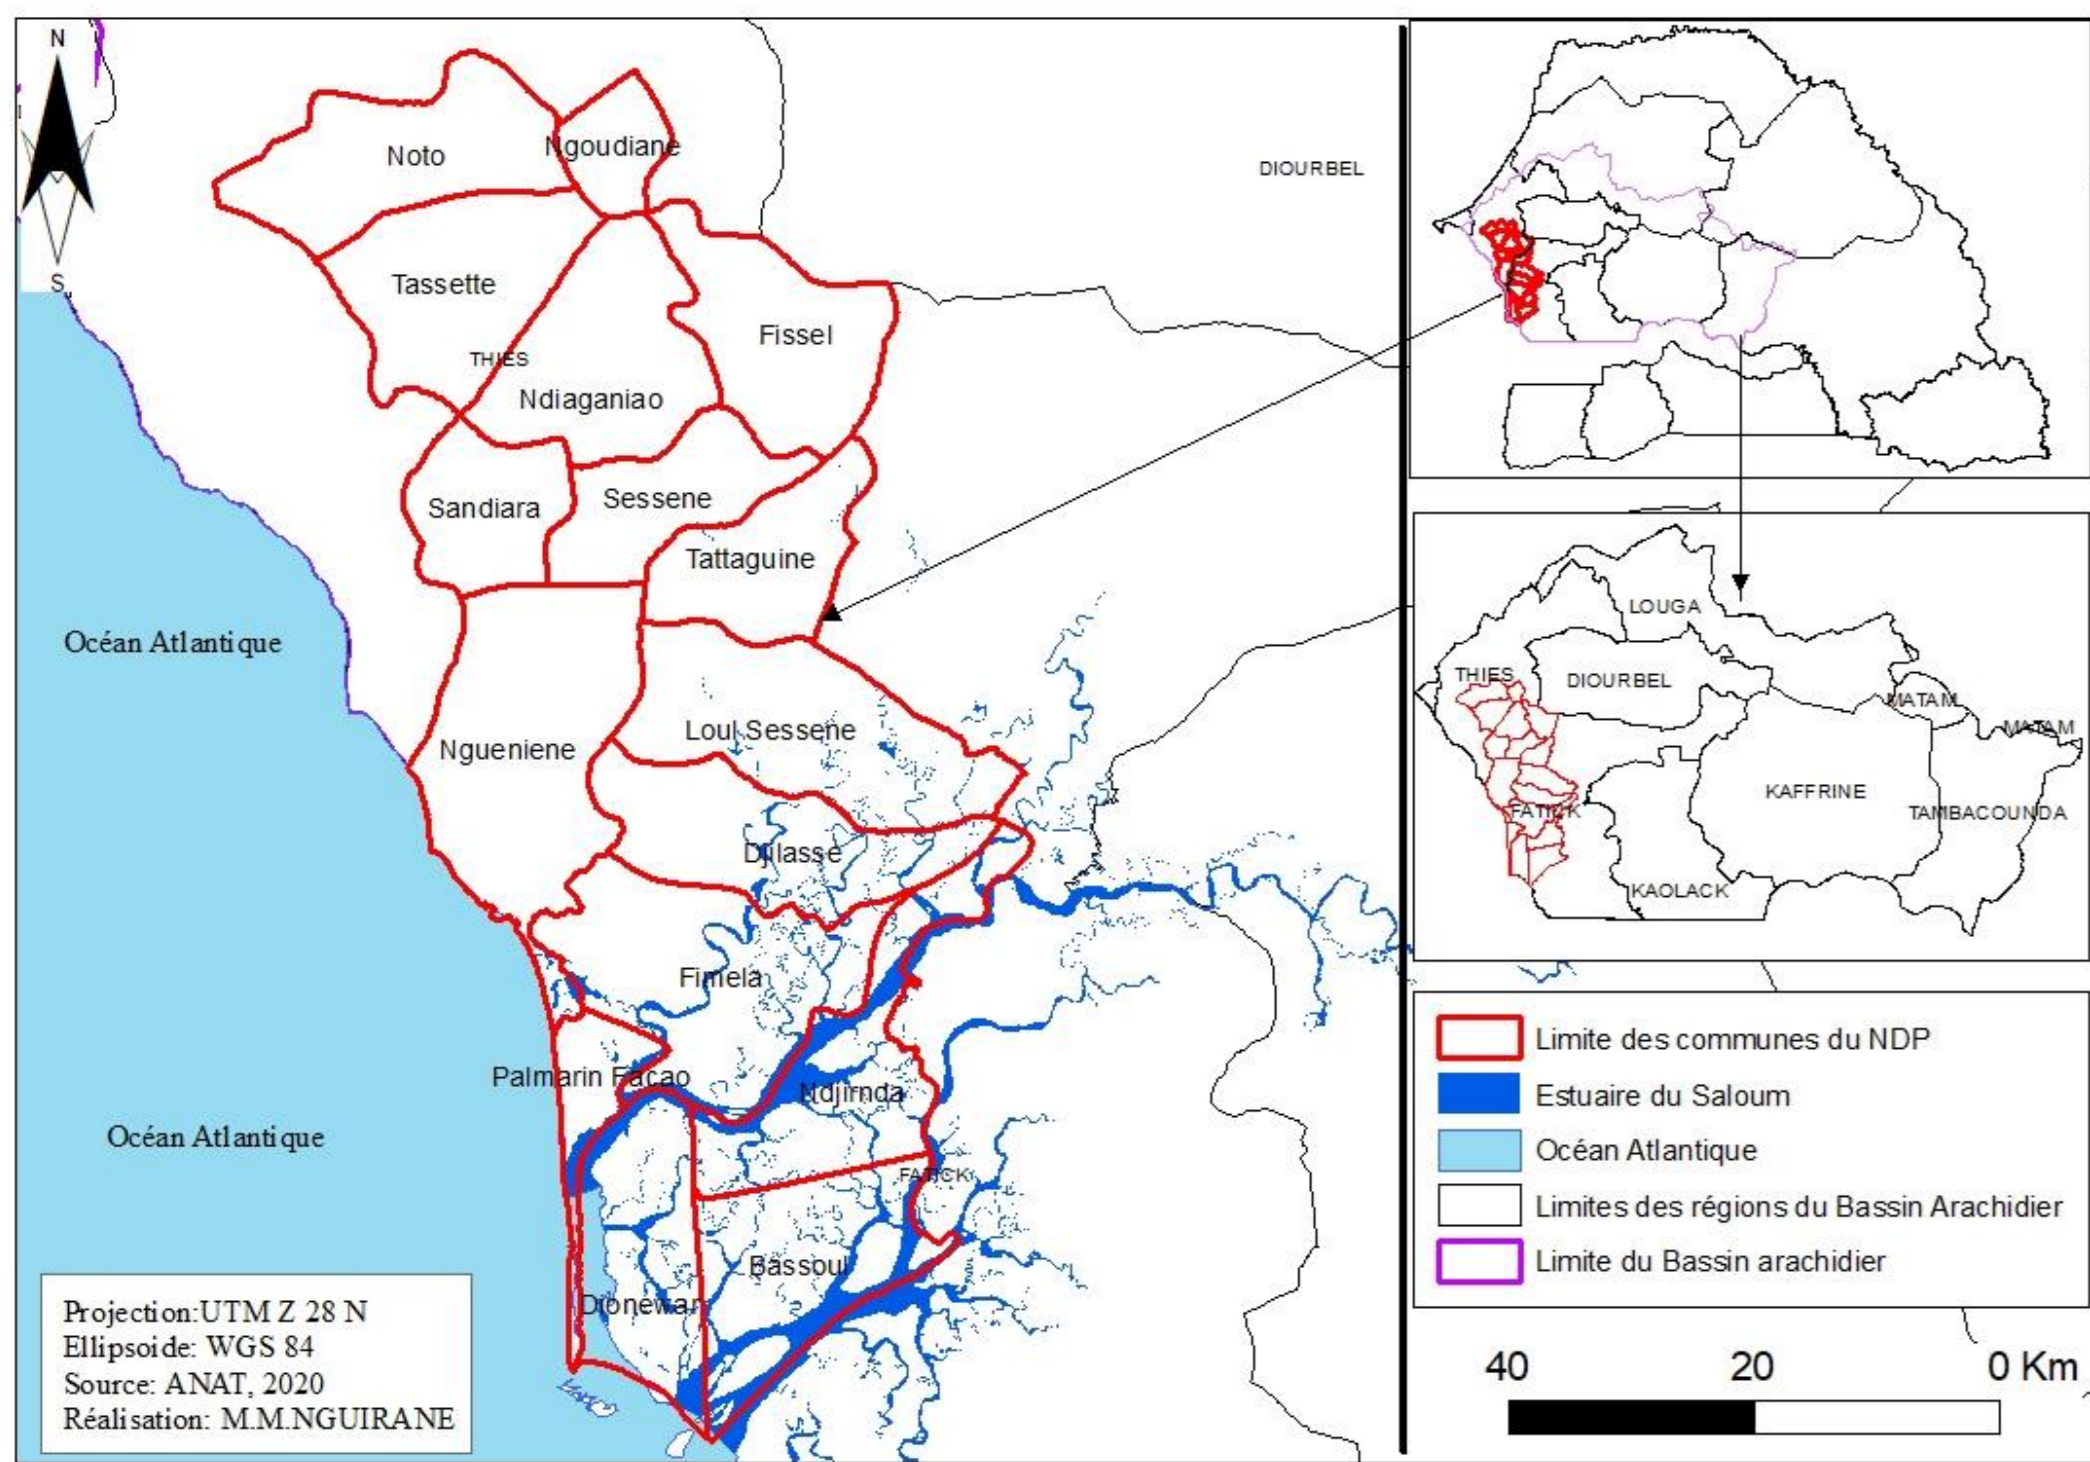 N
S
Noto
Ngoudiane
DIOURBEL
Tassette
THIES
Fissel
Ndiaganiao
Sandiara
Sessene
Tattaguine
Océan Atlantique
Loul Sessene
Ngueniene
Djilasse
Fimela
Palmarin Facao
Ndjirnda
Océan Atlantique
FATICK
Bassoul
Dionewar
Projection:UTM Z 28 N
Ellipsoide: WGS 84
Source: ANAT, 2020
Réalisation: M.M.NGUIRANE
LOUGA
THIES
DIOURBEL
MATAM
MATAM
KAFFRINE
FATICK
TAMBACOUNDA
KAOLACK
Limite des communes du NDP
Estuaire du Saloum
Océan Atlantique
Limites des régions du Bassin Arachidier
Limite du Bassin arachidier
40 20 0 Km